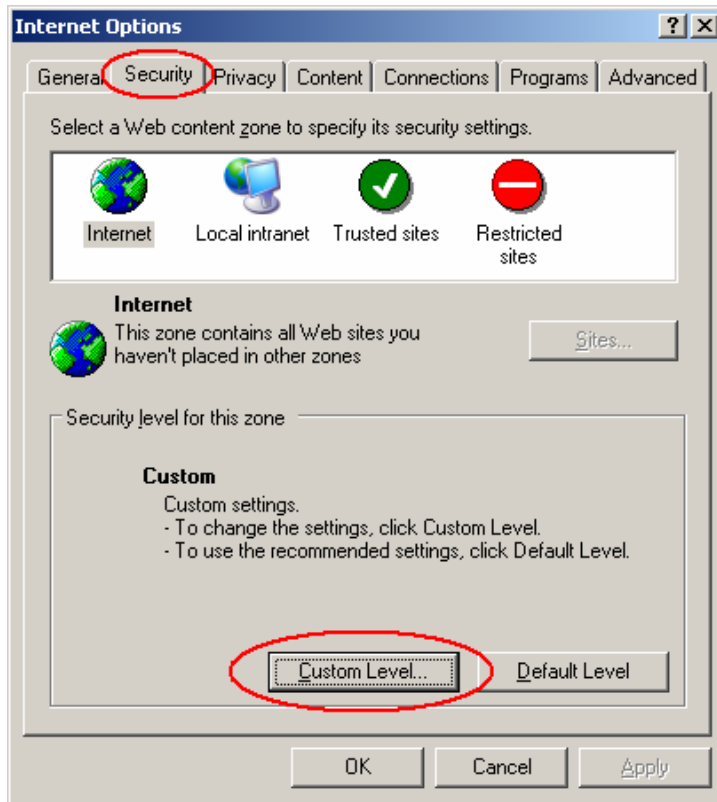 Internet Options
General Security Privacy Content Connections Programs Advanced
Select a Web content zone to specify its security settings.
Internet Local intranet Trusted sites Restricted
sites
Internet
This zone contains all Web sites you
haven't placed in other zones
Sites...
Security level for this zone
Custom
Custom settings.
- To change the settings, click Custom Level.
- To use the recommended settings, click Default Level.
Custom Level... Default Level
OK Cancel Apply